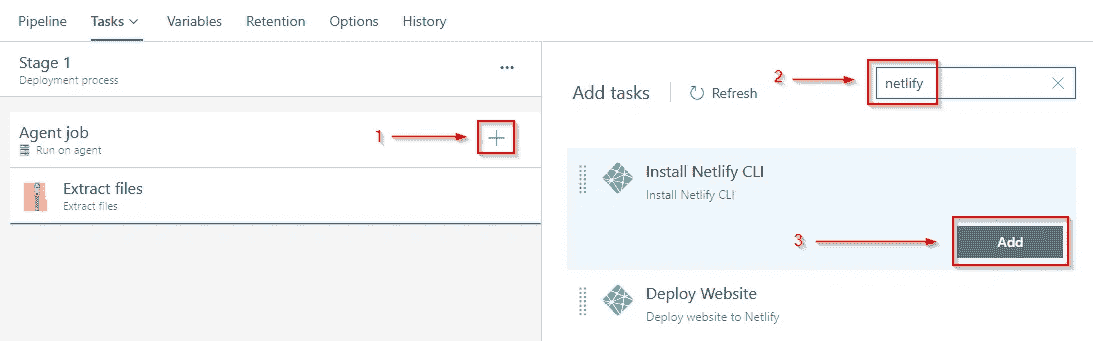 Pipeline Tasks Variables Retention Options History
Stage 1
Deployment process
Agent job
Run on agent
1
Extract files
Extract files
Add tasks
Refresh
2
netlify
Install Netlify CLI
Install Netlify CLI
3
Add
Deploy Website
Deploy website to Netlify